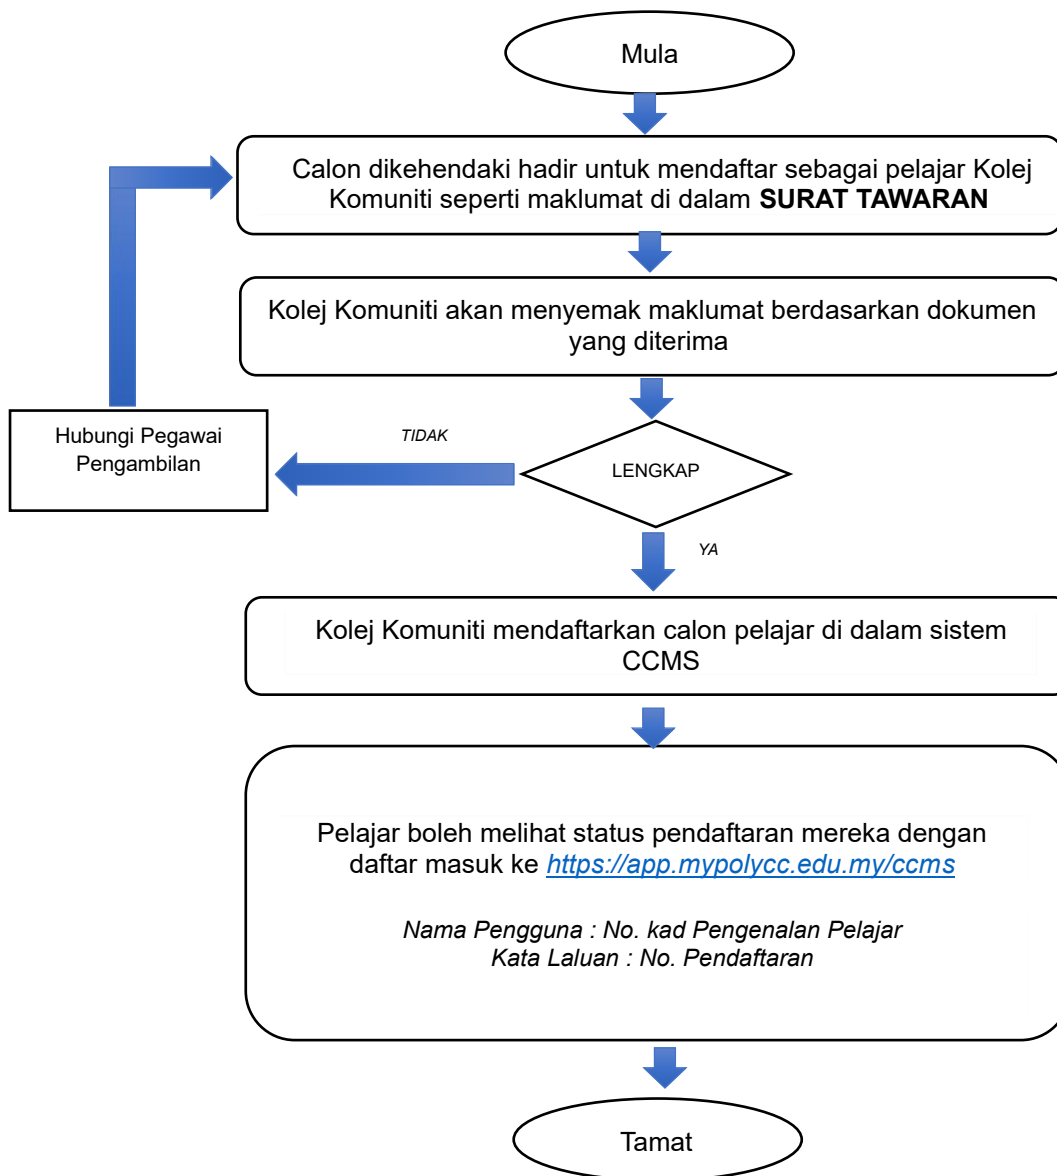 Mula
Calon dikehendaki hadir untuk mendaftar sebagai pelajar Kolej
Komuniti seperti maklumat di dalam SURAT TAWARAN
Kolej Komuniti akan menyemak maklumat berdasarkan dokumen
yang diterima
Hubungi Pegawai
Pengambilan
TIDAK
LENGKAP
YA
Kolej Komuniti mendaftarkan calon pelajar di dalam sistem
CCMS
Pelajar boleh melihat status pendaftaran mereka dengan
daftar masuk ke https://app.mypolycc.edu.my/ccms
Nama Pengguna : No. kad Pengenalan Pelajar
Kata Laluan : No. Pendaftaran
Tamat